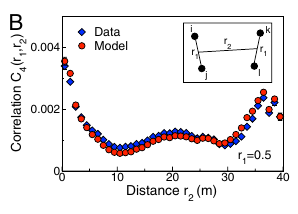 B
Data
Model
i
k
r₁
r₂
r₁
j
l
Correlation C₄(r₁,r₂)
0.004
0.002
0
r₁=0.5
0 10 20 30 40
Distance r₂(m)